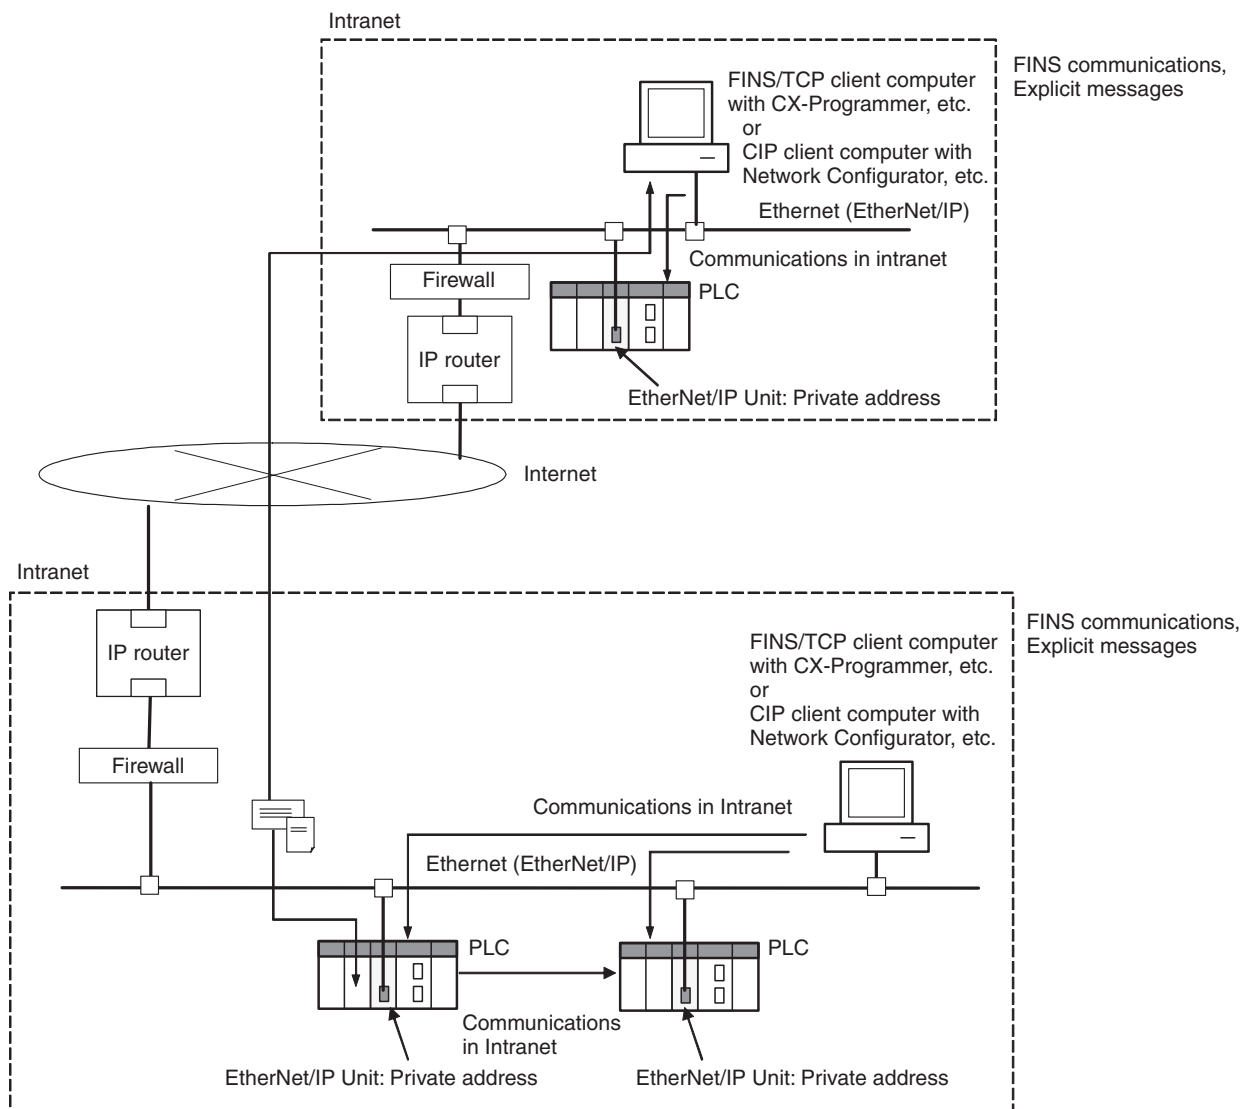 Intranet
FINS communications,
Explicit messages
FINS/TCP client computer
with CX-Programmer, etc.
or
CIP client computer with
Network Configurator, etc.
Ethernet (EtherNet/IP)
Communications in intranet
Firewall
PLC
IP router
EtherNet/IP Unit: Private address
Internet
Intranet
FINS communications,
Explicit messages
IP router
FINS/TCP client computer
with CX-Programmer, etc.
or
CIP client computer with
Network Configurator, etc.
Firewall
Communications in Intranet
Ethernet (EtherNet/IP)
PLC
PLC
Communications
in Intranet
EtherNet/IP Unit: Private address
EtherNet/IP Unit: Private address